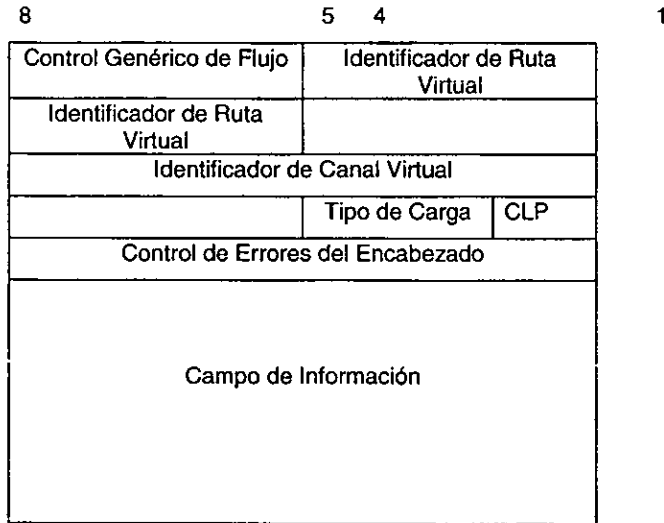 8 5 4 1
Control Genérico de Flujo
Identificador de Ruta
Virtual
Identificador de Ruta
Virtual
Identificador de Canal Virtual
Tipo de Carga
CLP
Control de Errores del Encabezado
Campo de Información